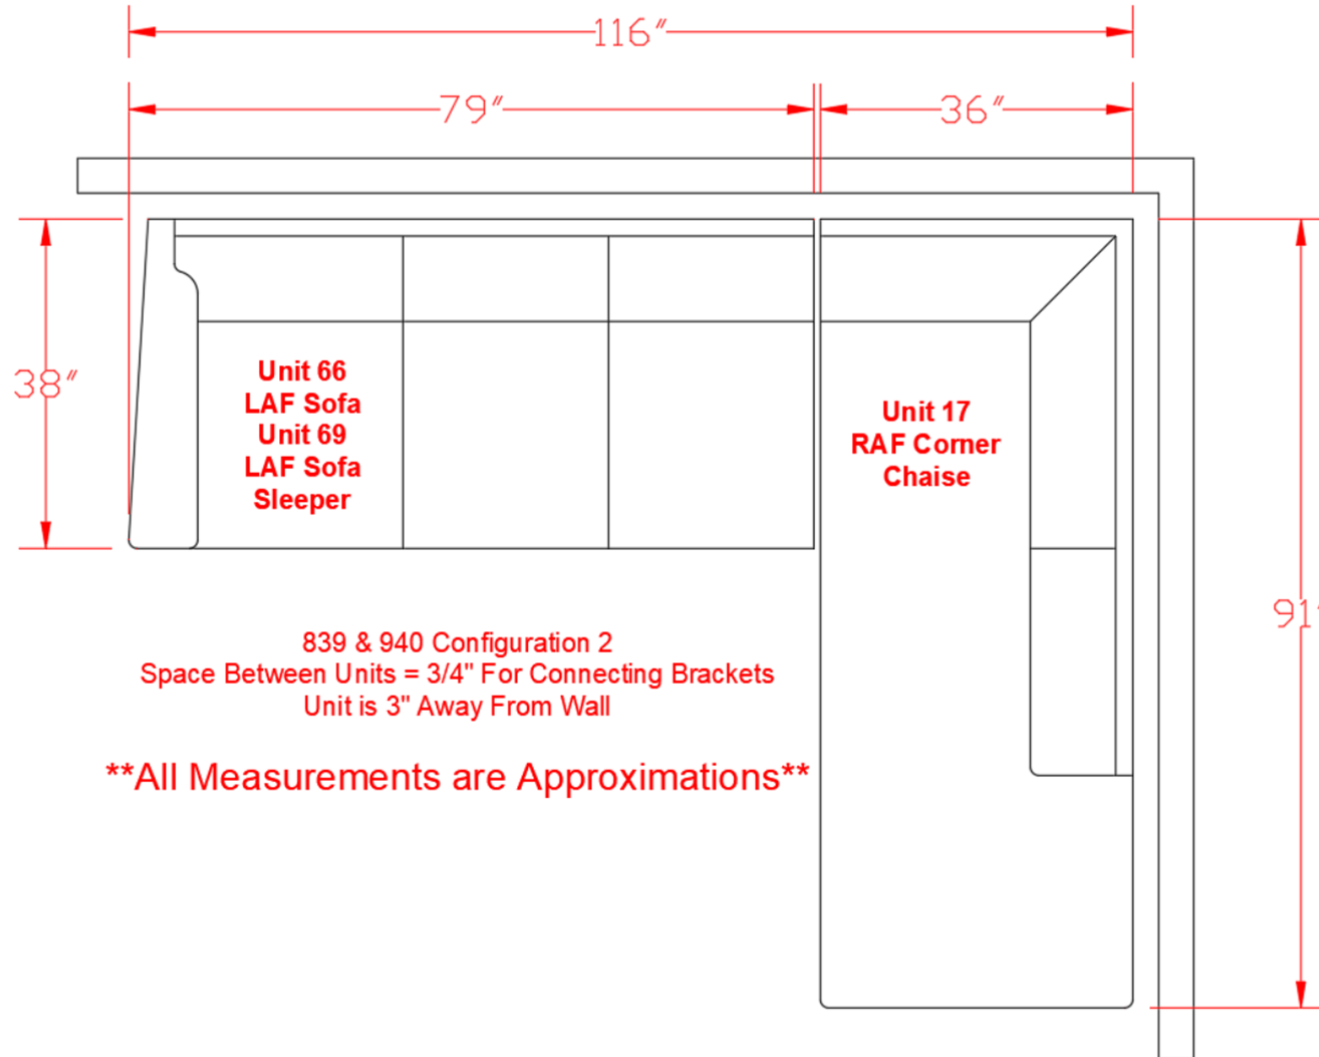 116"
79"
36"
38"
Unit 66
LAF Sofa
Unit 69
LAF Sofa
Sleeper
Unit 17
RAF Corner
Chaise
91"
839 & 940 Configuration 2
Space Between Units = 3/4" For Connecting Brackets
Unit is 3" Away From Wall
**All Measurements are Approximations**